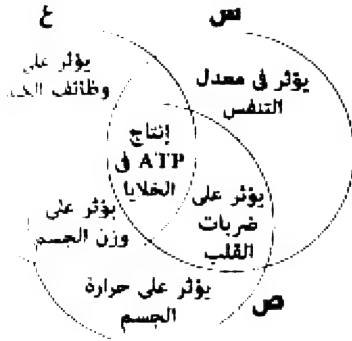 س
ع
يؤثر في معدل
التنفس
يؤثر على
وظائف
إنتاج
ATP في
الخلايا
يؤثر على
ضربات
القلب
يؤثر على
وزن الجسم
يؤثر على حرارة
الجسم
ص